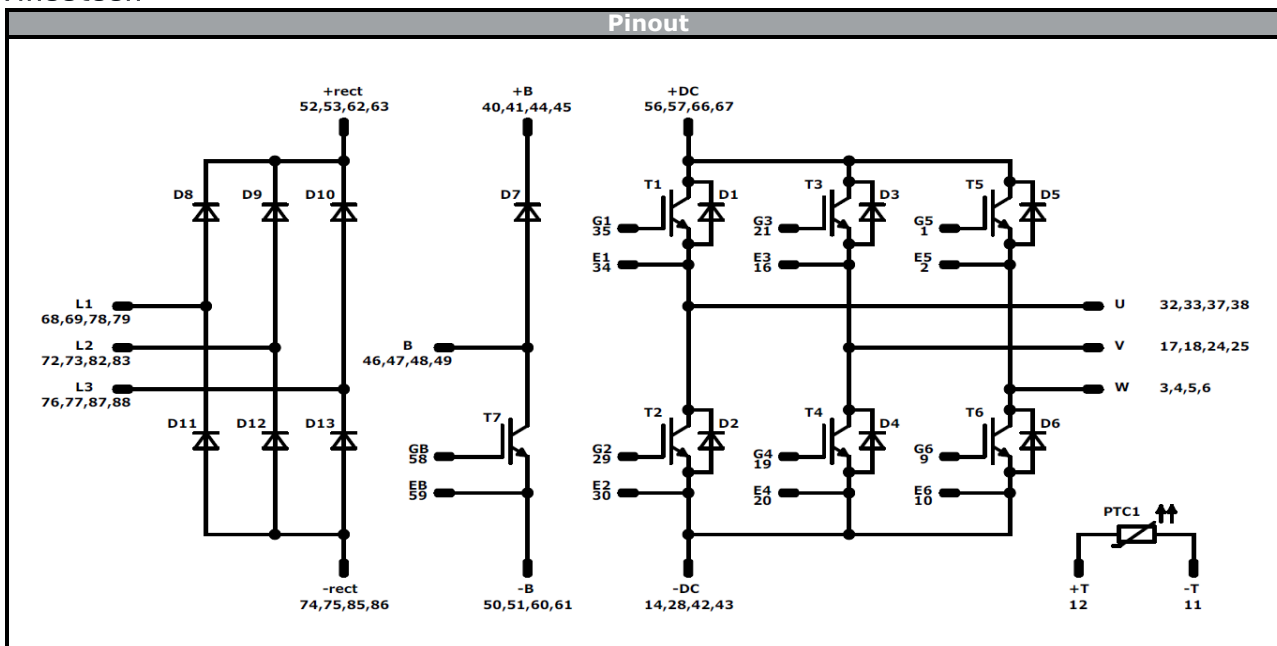 Pinout
+rect
52,53,62,63
+B
40,41,44,45
+DC
56,57,66,67
D8
D9
D10
D7
T1
D1
T3
D3
T5
D5
G1
35
G3
21
G5
1
E1
34
E3
16
E5
2
L1
68,69,78,79
U 32,33,37,38
L2
72,73,82,83
B
46,47,48,49
V 17,18,24,25
L3
76,77,87,88
W 3,4,5,6
D11
D12
D13
T7
T2
D2
T4
D4
T6
D6
GB
58
G2
29
G4
19
G6
9
EB
59
E2
30
E4
20
E6
10
PTC1
-rect
74,75,85,86
-B
50,51,60,61
-DC
14,28,42,43
+T
12
-T
11